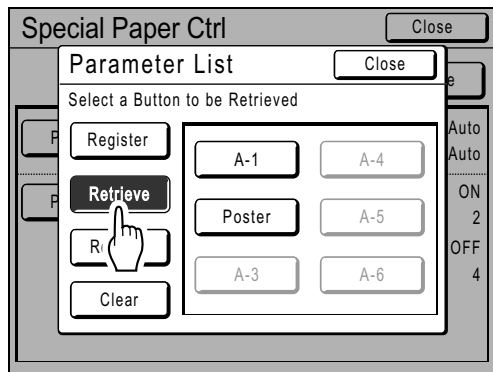 Special Paper Ctrl
Close
Parameter List
Close
Select a Button to be Retrieved
Register
Retrieve
Clear
A-1
A-4
Poster
A-5
A-3
A-6
Auto
Auto
ON
2
OFF
4